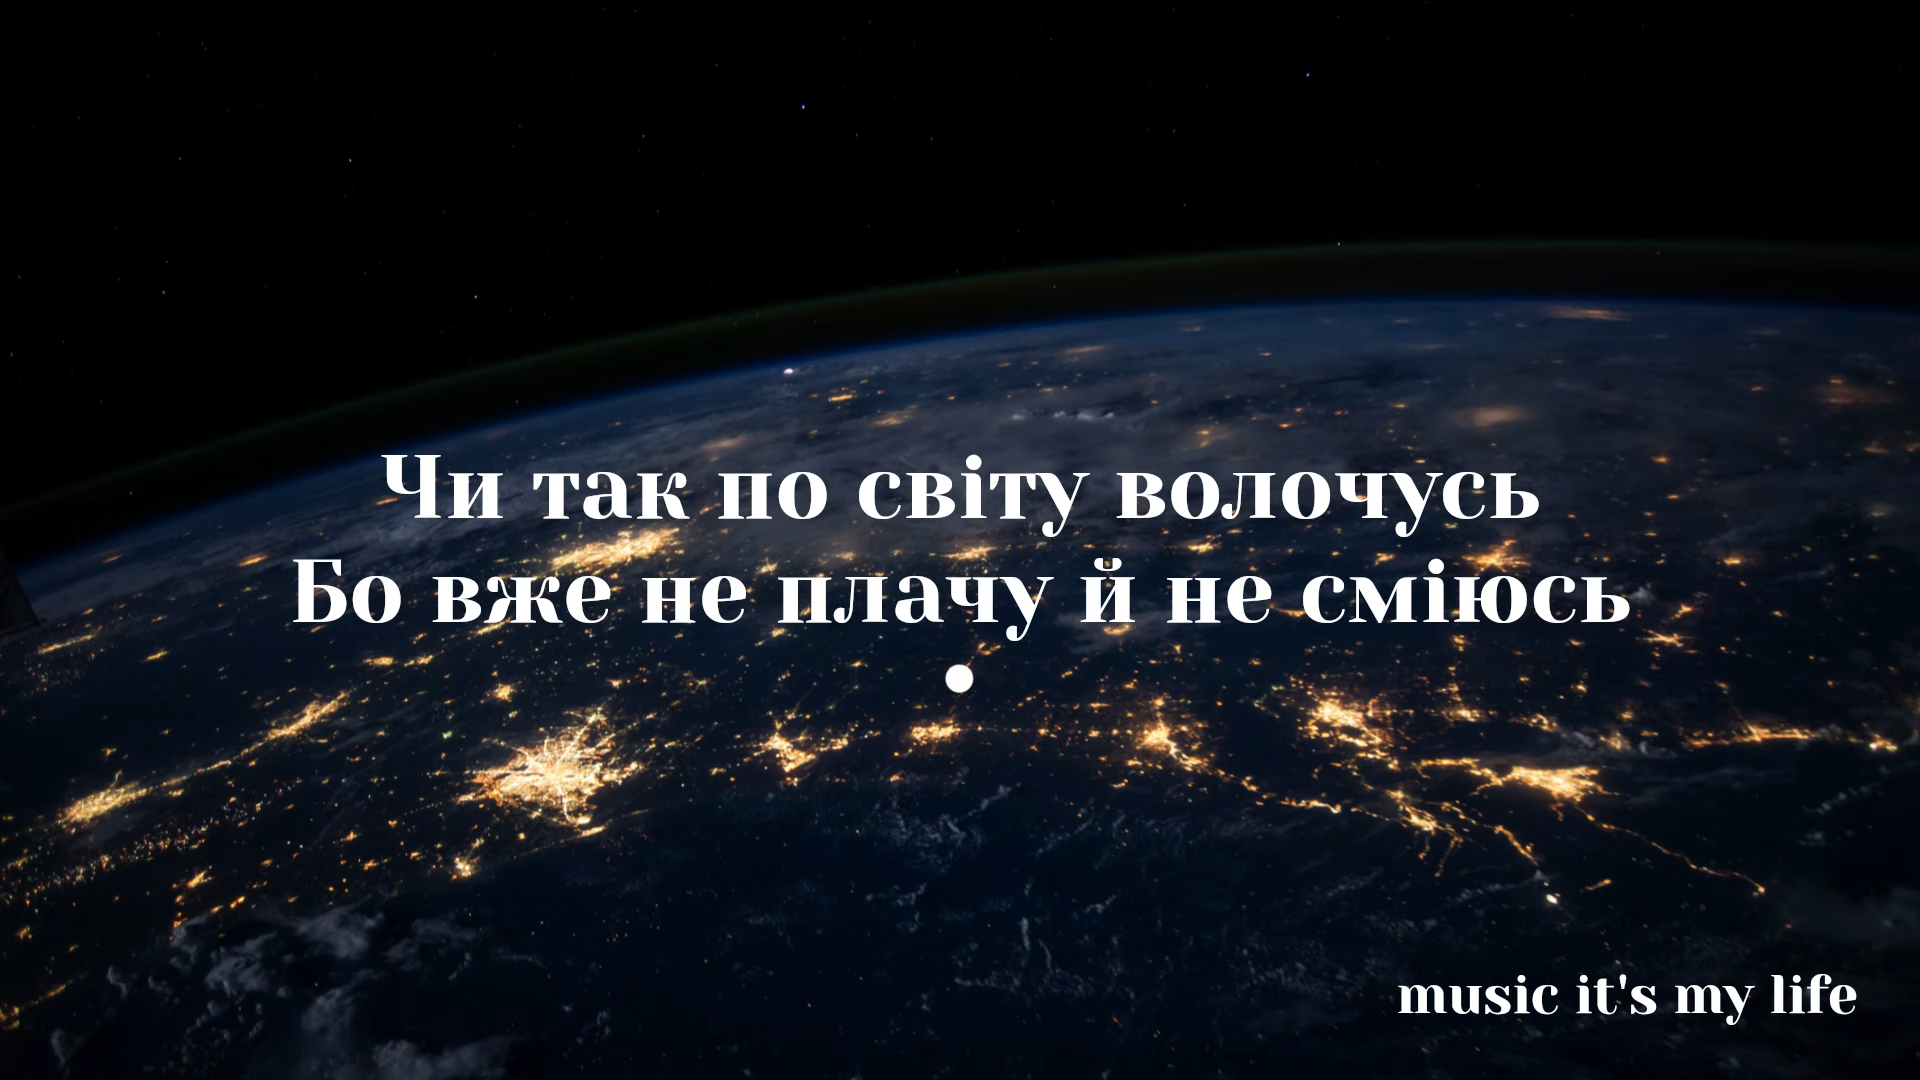 Чи так по світу волочусь
Бо вже не плачу й не сміюсь
•
music it's my life